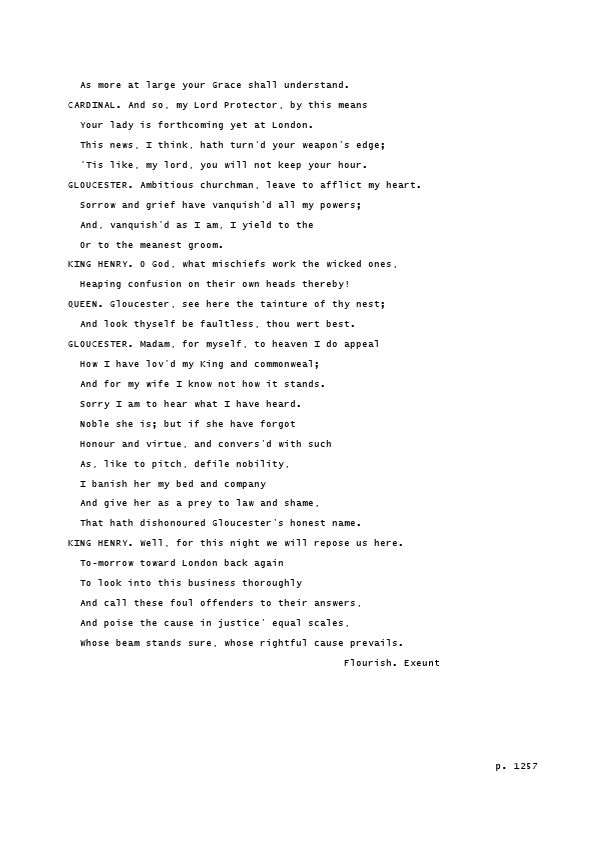 As more at large your Grace shall understand.
CARDINAL. And so, my Lord Protector, by this means
Your lady is forthcoming yet at London.
This news, I think, hath turn'd your weapon's edge;
'Tis like, my lord, you will not keep your hour.
GLOUCESTER. Ambitious churchman, leave to afflict my heart.
Sorrow and grief have vanquish'd all my powers;
And, vanquish'd as I am, I yield to the
Or to the meanest groom.
KING HENRY. O God, what mischiefs work the wicked ones,
Heaping confusion on their own heads thereby!
QUEEN. Gloucester, see here the tainture of thy nest;
And look thyself be faultless, thou wert best.
GLOUCESTER. Madam, for myself, to heaven I do appeal
How I have lov'd my King and commonweal;
And for my wife I know not how it stands.
Sorry I am to hear what I have heard.
Noble she is; but if she have forgot
Honour and virtue, and convers'd with such
As, like to pitch, defile nobility,
I banish her my bed and company
And give her as a prey to law and shame,
That hath dishonoured Gloucester's honest name.
KING HENRY. Well, for this night we will repose us here.
To-morrow toward London back again
To look into this business thoroughly
And call these foul offenders to their answers,
And poise the cause in justice' equal scales,
Whose beam stands sure, whose rightful cause prevails.
Flourish. Exeunt
p. 1257